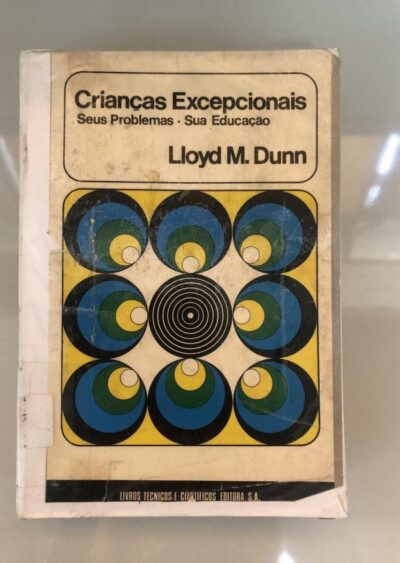 Crianças Excepcionais
Seus Problemas · Sua Educação
Lloyd M. Dunn
LIVROS TÉCNICOS E CIENTÍFICOS EDITORA S.A.